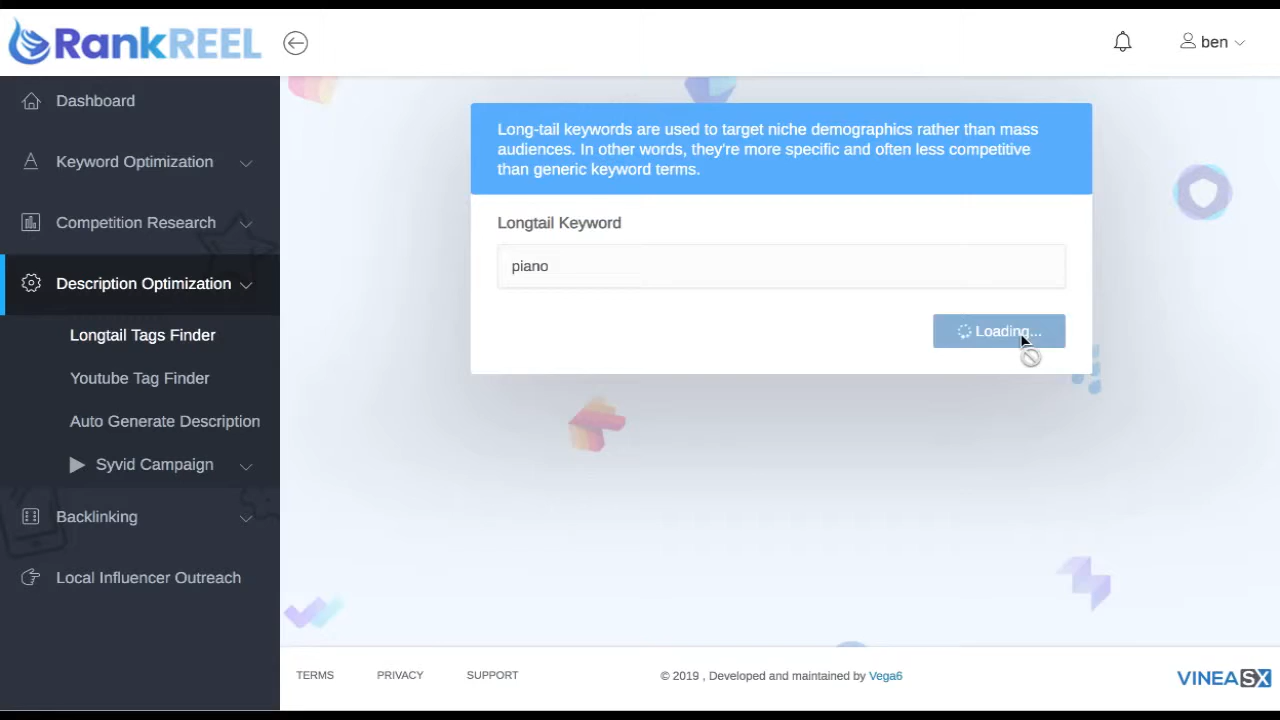 RankREEL
ben
Dashboard
Keyword Optimization
Competition Research
Description Optimization
Longtail Tags Finder
Youtube Tag Finder
Auto Generate Description
Syvid Campaign
Backlinking
Local Influencer Outreach
Long-tail keywords are used to target niche demographics rather than mass
audiences. In other words, they're more specific and often less competitive
than generic keyword terms.
Longtail Keyword
piano
Loading...
TERMS PRIVACY SUPPORT © 2019 , Developed and maintained by Vega6 VINEASX